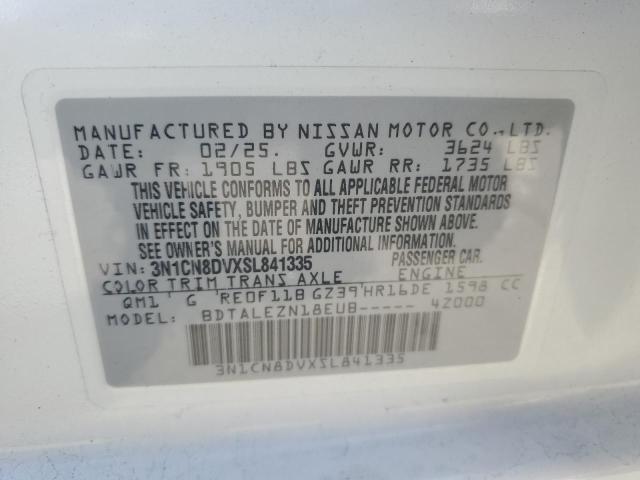 MANUFACTURED BY NISSAN MOTOR CO., LTD.
DATE: 02/25. GVWR: 3624 LBS
GAWR FR: 1905 LBS GAWR RR: 1735 LBS
THIS VEHICLE CONFORMS TO ALL APPLICABLE FEDERAL MOTOR
VEHICLE SAFETY, BUMPER AND THEFT PREVENTION STANDARDS
IN EFFECT ON THE DATE OF MANUFACTURE SHOWN ABOVE.
SEE OWNER'S MANUAL FOR ADDITIONAL INFORMATION.
VIN: 3N1CN8DVXSL841335 PASSENGER CAR.
COLOR TRIM TRANS AXLE ENGINE
QM1 G RE0F11B GZ39 HR16DE 1598 CC
MODEL: BDTALEZN18EUB----- 4Z000
3N1CN8DVXSL841335